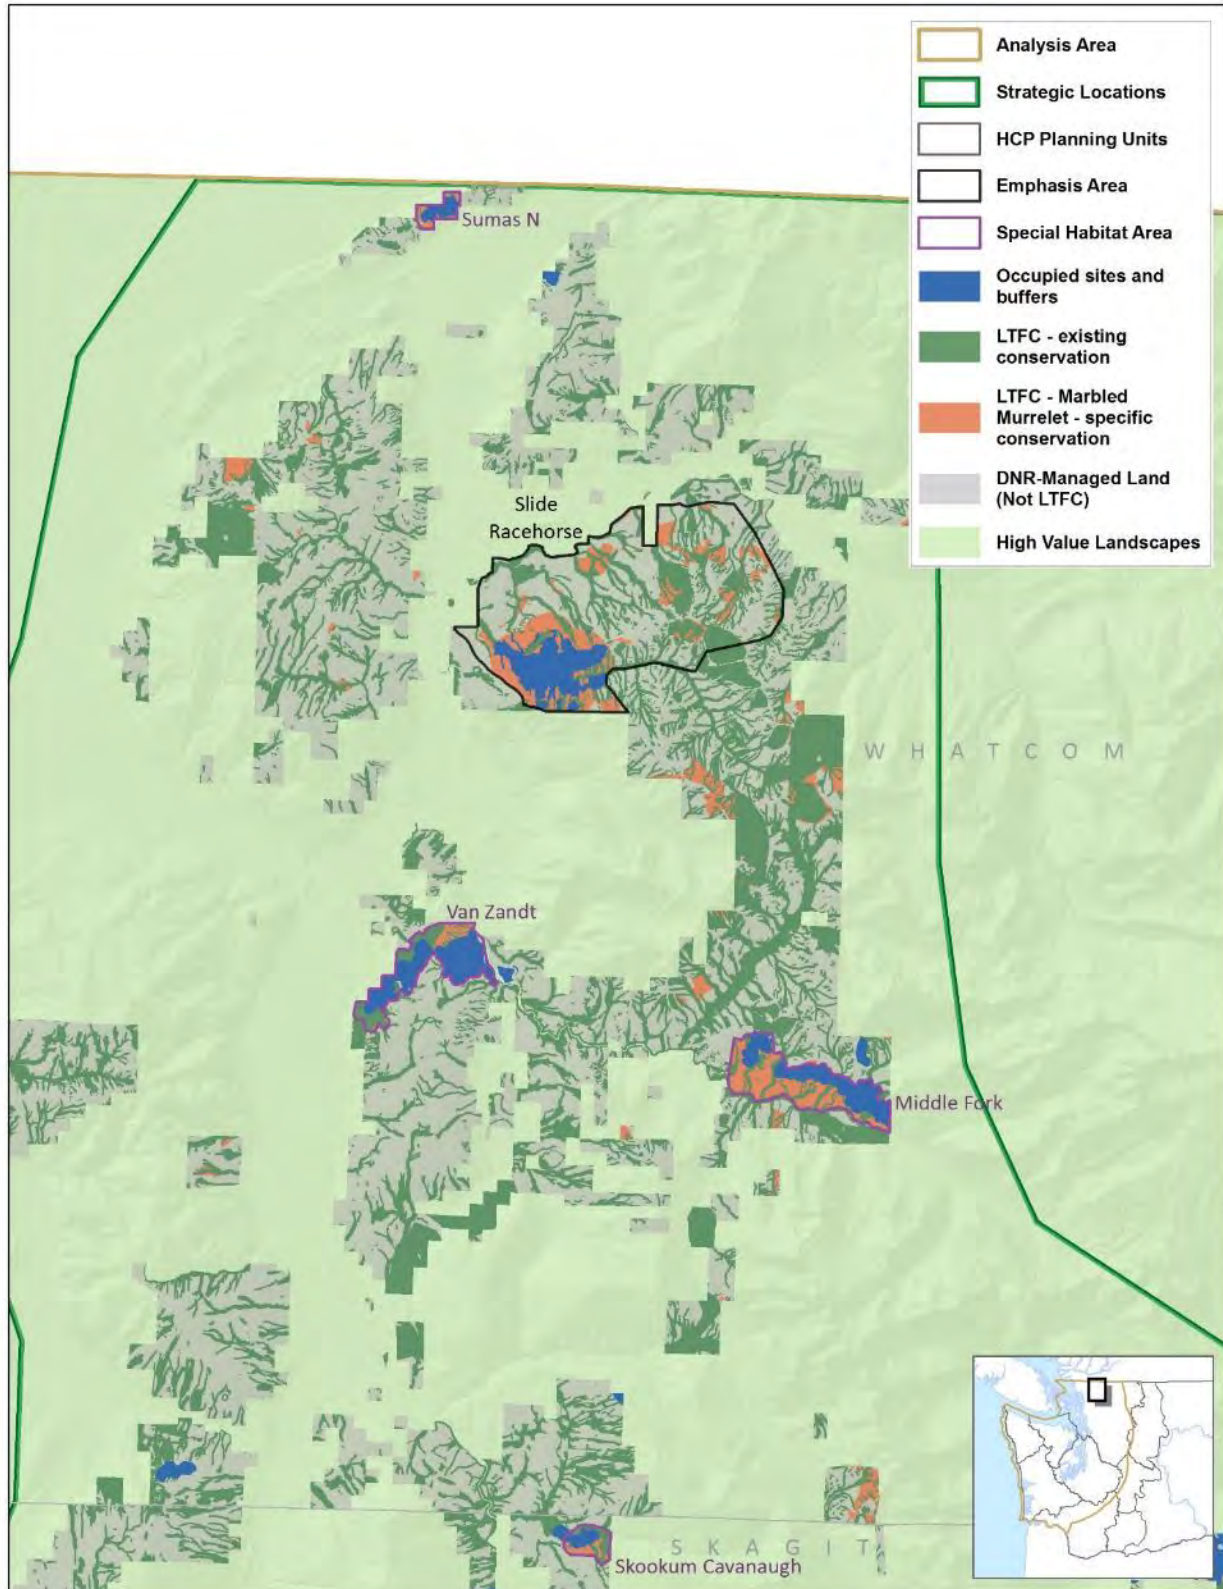 Analysis Area
Strategic Locations
HCP Planning Units
Emphasis Area
Special Habitat Area
Occupied sites and
buffers
LTFC - existing
conservation
LTFC - Marbled
Murrelet - specific
conservation
DNR-Managed Land
(Not LTFC)
High Value Landscapes
Sumas N
Slide
Racehorse
WHATCOM
Van Zandt
Middle Fork
SKAGIT
Skookum Cavanaugh